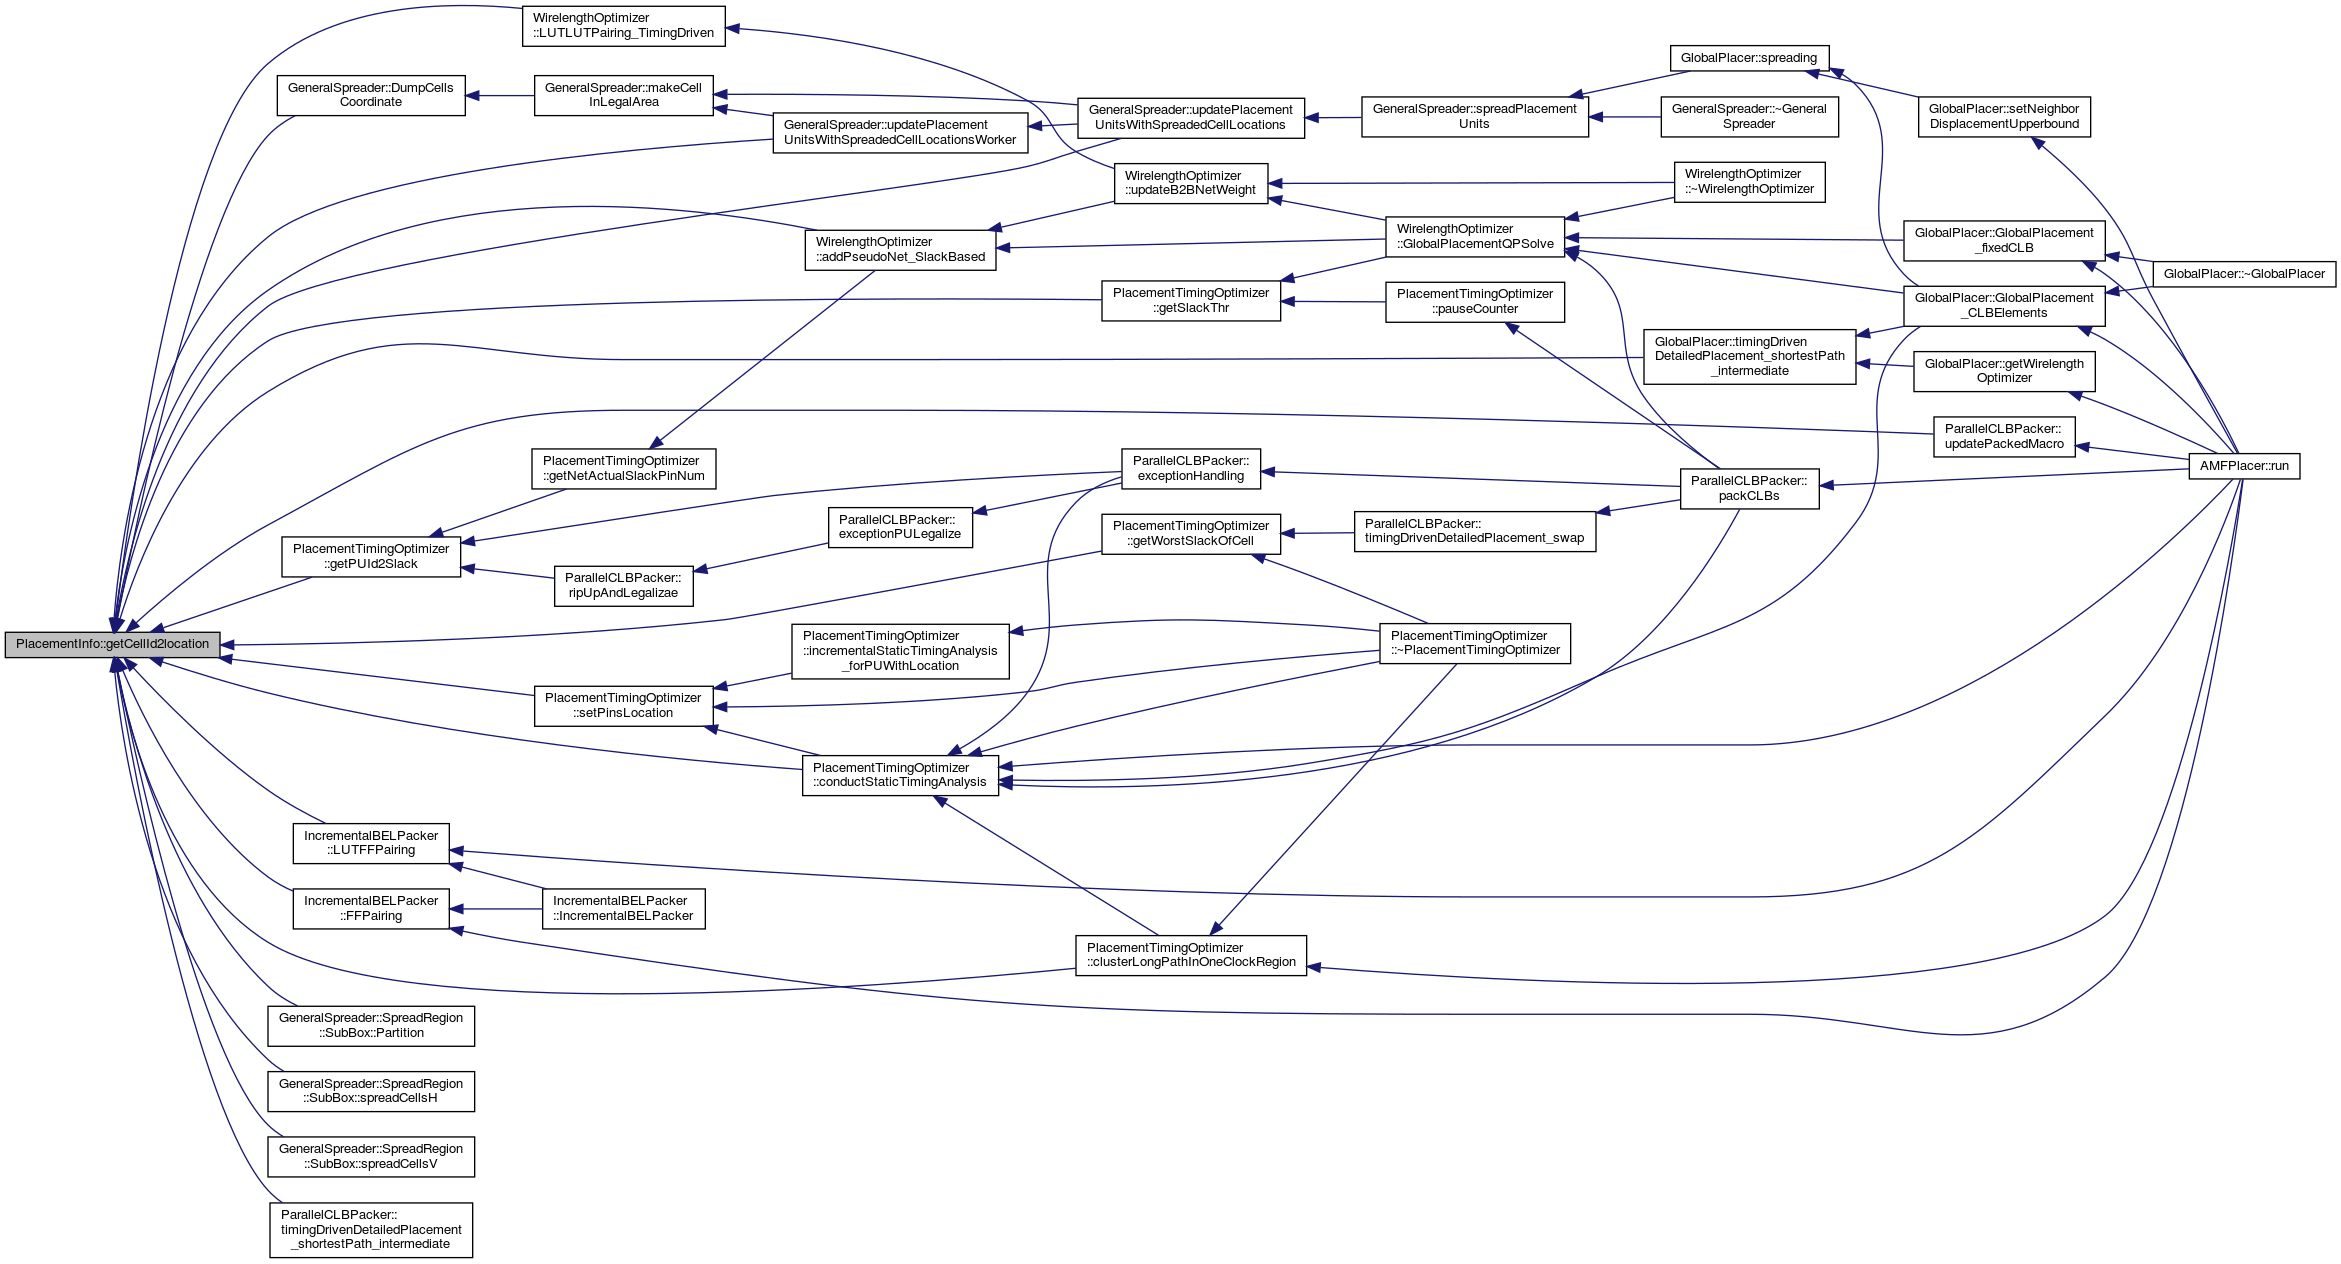 WirelengthOptimizer
::LUTLUTPairing_TimingDriven
GlobalPlacer::spreading
GeneralSpreader::DumpCells
Coordinate
GeneralSpreader::makeCell
InLegalArea
GeneralSpreader::updatePlacement
UnitsWithSpreadedCellLocationsWorker
GeneralSpreader::updatePlacement
UnitsWithSpreadedCellLocations
GeneralSpreader::spreadPlacement
Units
GeneralSpreader::~General
Spreader
GlobalPlacer::setNeighbor
DisplacementUpperbound
WirelengthOptimizer
::updateB2BNetWeight
WirelengthOptimizer
::~WirelengthOptimizer
WirelengthOptimizer
::addPseudoNet_SlackBased
WirelengthOptimizer
::GlobalPlacementQPSolve
GlobalPlacer::GlobalPlacement
_fixedCLB
GlobalPlacer::~GlobalPlacer
PlacementTimingOptimizer
::getSlackThr
PlacementTimingOptimizer
::pauseCounter
GlobalPlacer::GlobalPlacement
_CLBElements
GlobalPlacer::timingDriven
DetailedPlacement_shortestPath
_intermediate
GlobalPlacer::getWirelength
Optimizer
ParallelCLBPacker::
updatePackedMacro
PlacementTimingOptimizer
::getNetActualSlackPinNum
ParallelCLBPacker::
exceptionHandling
ParallelCLBPacker::
packCLBs
AMFPlacer::run
PlacementTimingOptimizer
::getPUId2Slack
ParallelCLBPacker::
exceptionPULegalize
PlacementTimingOptimizer
::getWorstSlackOfCell
ParallelCLBPacker::
timingDrivenDetailedPlacement_swap
ParallelCLBPacker::
ripUpAndLegalizae
PlacementInfo::getCellId2location
PlacementTimingOptimizer
::incrementalStaticTimingAnalysis
_forPUWithLocation
PlacementTimingOptimizer
::~PlacementTimingOptimizer
PlacementTimingOptimizer
::setPinsLocation
PlacementTimingOptimizer
::conductStaticTimingAnalysis
IncrementalBELPacker
::LUTFFPairing
IncrementalBELPacker
::FFPairing
IncrementalBELPacker
::IncrementalBELPacker
PlacementTimingOptimizer
::clusterLongPathInOneClockRegion
GeneralSpreader::SpreadRegion
::SubBox::Partition
GeneralSpreader::SpreadRegion
::SubBox::spreadCellsH
GeneralSpreader::SpreadRegion
::SubBox::spreadCellsV
ParallelCLBPacker::
timingDrivenDetailedPlacement
_shortestPath_intermediate